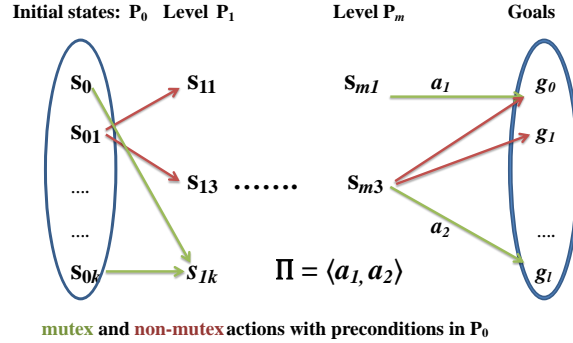 Initial states: P0 Level P1 Level Pm Goals
s0 s11 sm1 a1 g0
s01 g1
.... s13 ....... sm3
.... a2 ....
s0k s1k Π = ⟨a1, a2⟩ gl
mutex and non-mutex actions with preconditions in P0